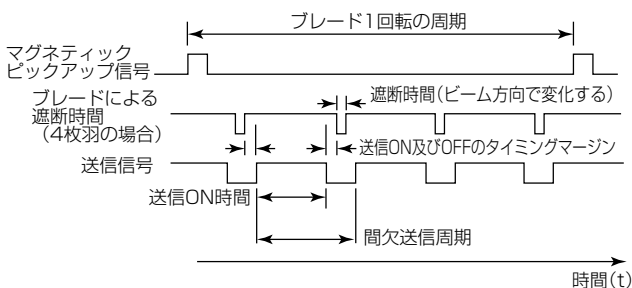 ブレード1回転の周期
マグネティック
ピックアップ信号
ブレードによる
遮断時間
(4枚羽の場合)
遮断時間(ビーム方向で変化する)
送信ON及びOFFのタイミングマージン
送信信号
送信ON時間
間欠送信周期
時間(t)